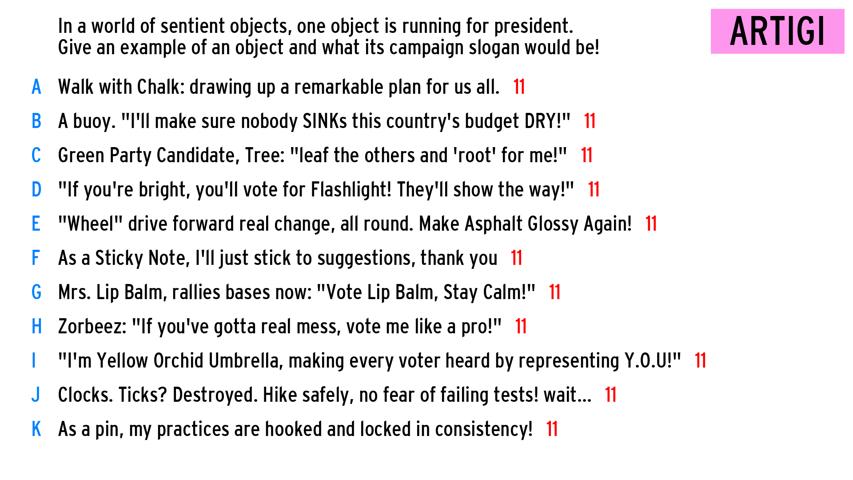 In a world of sentient objects, one object is running for president.
Give an example of an object and what its campaign slogan would be!
ARTIGI
A Walk with Chalk: drawing up a remarkable plan for us all. 11
B A buoy. "I'll make sure nobody SINKs this country's budget DRY!" 11
C Green Party Candidate, Tree: "leaf the others and 'root' for me!" 11
D "If you're bright, you'll vote for Flashlight! They'll show the way!" 11
E "Wheel" drive forward real change, all round. Make Asphalt Glossy Again! 11
F As a Sticky Note, I'll just stick to suggestions, thank you 11
G Mrs. Lip Balm, rallies bases now: "Vote Lip Balm, Stay Calm!" 11
H Zorbeez: "If you've gotta real mess, vote me like a pro!" 11
I "I'm Yellow Orchid Umbrella, making every voter heard by representing Y.O.U!" 11
J Clocks. Ticks? Destroyed. Hike safely, no fear of failing tests! wait... 11
K As a pin, my practices are hooked and locked in consistency! 11